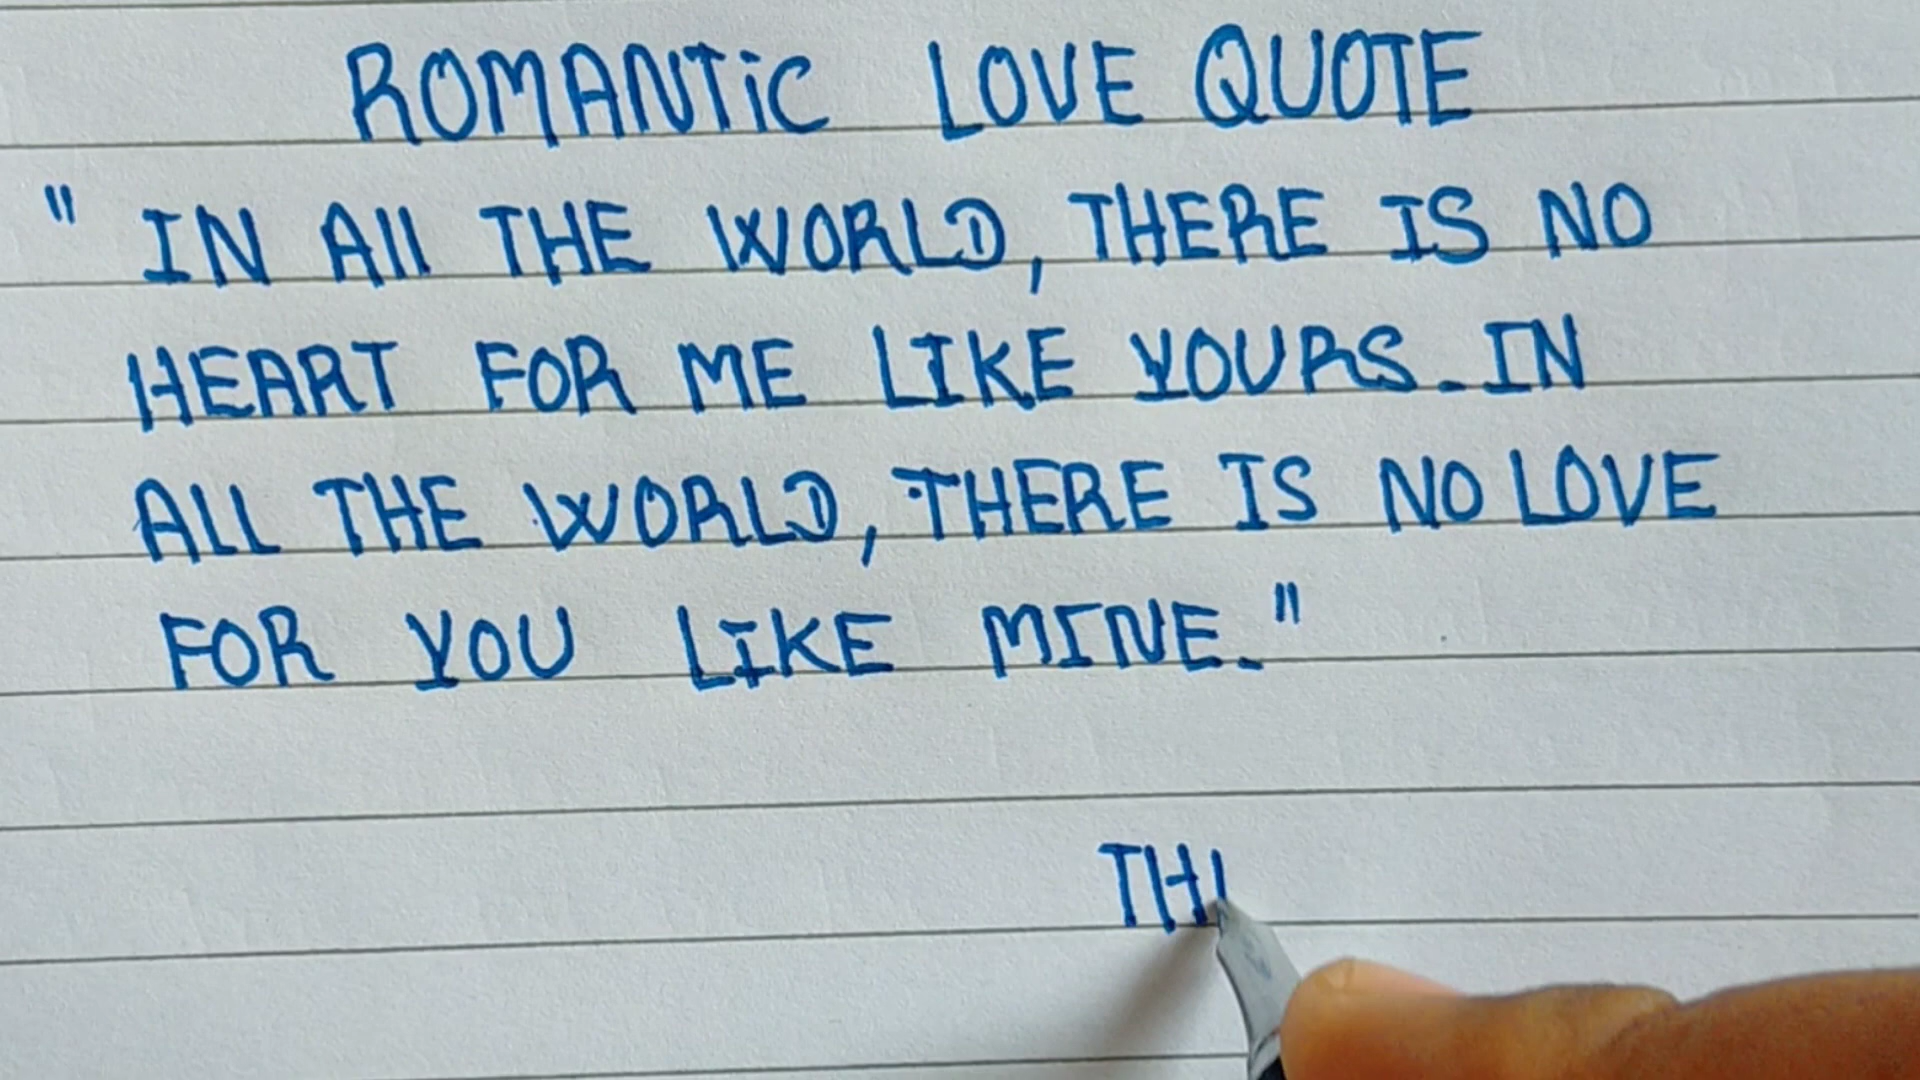 ROMANTiC LOVE QUOTE
" IN All THE WORLD, THERE IS NO
HEART FOR ME LIKE YOURS. IN
ALL THE WORLD, THERE IS NO LOVE
FOR YOU LIKE MINE."
THI